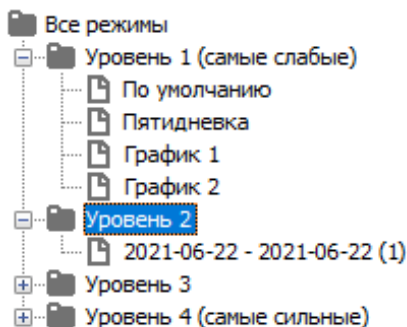 Все режимы
Уровень 1 (самые слабые)
По умолчанию
Пятидневка
График 1
График 2
Уровень 2
2021-06-22 - 2021-06-22 (1)
Уровень 3
Уровень 4 (самые сильные)